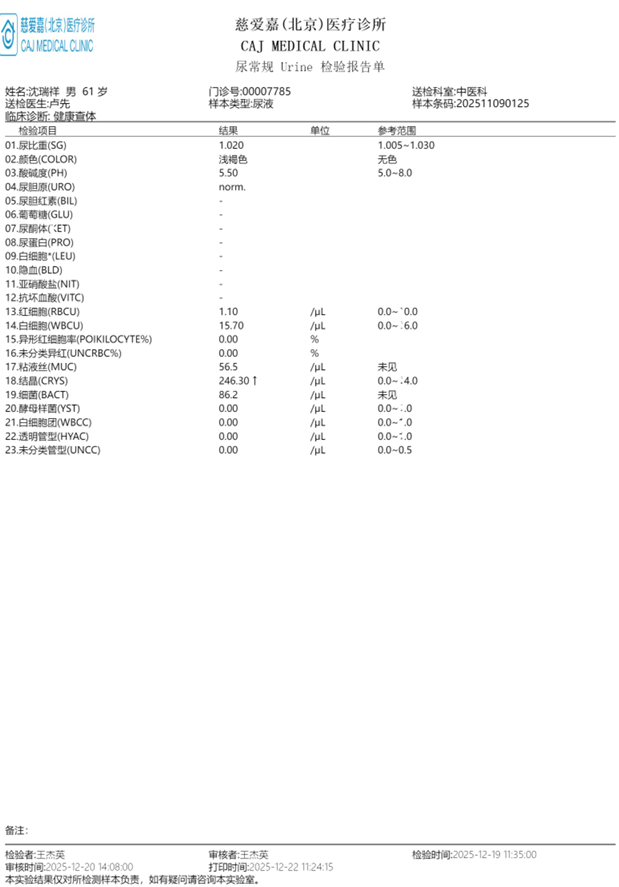 慈爱嘉(北京)医疗诊所
CAJ MEDICAL CLINIC
慈爱嘉(北京)医疗诊所
CAJ MEDICAL CLINIC
尿常规 Urine 检验报告单
姓名:沈瑞祥 男 61 岁 门诊号:00007785 送检科室:中医科
送检医生:卢先 样本类型:尿液 样本条码:202511090125
临床诊断: 健康查体
检验项目 结果 单位 参考范围
01.尿比重(SG) 1.020 1.005~1.030
02.颜色(COLOR) 浅褐色 无色
03.酸碱度(PH) 5.50 5.0~8.0
04.尿胆原(URO) norm.
05.尿胆红素(BIL) -
06.葡萄糖(GLU) -
07.尿酮体( ET) -
08.尿蛋白(PRO) -
09.白细胞*(LEU) -
10.隐血(BLD) -
11.亚硝酸盐(NIT) -
12.抗坏血酸(VITC) -
13.红细胞(RBCU) 1.10 /μL 0.0~ 0.0
14.白细胞(WBCU) 15.70 /μL 0.0~ 6.0
15.异形红细胞率(POIKILOCYTE%) 0.00 %
16.未分类异红(UNCRBC%) 0.00 %
17.粘液丝(MUC) 56.5 /μL 未见
18.结晶(CRYS) 246.30↑ /μL 0.0~ 4.0
19.细菌(BACT) 86.2 /μL 未见
20.酵母样菌(YST) 0.00 /μL 0.0~ .0
21.白细胞团(WBCC) 0.00 /μL 0.0~ .0
22.透明管型(HYAC) 0.00 /μL 0.0~ .0
23.未分类管型(UNCC) 0.00 /μL 0.0~0.5
备注:
检验者:王杰英 审核者:王杰英 检验时间:2025-12-19 11:35:00
审核时间:2025-12-20 14:08:00 打印时间:2025-12-22 11:24:15
本实验结果仅对所检测样本负责，如有疑问请咨询本实验室。